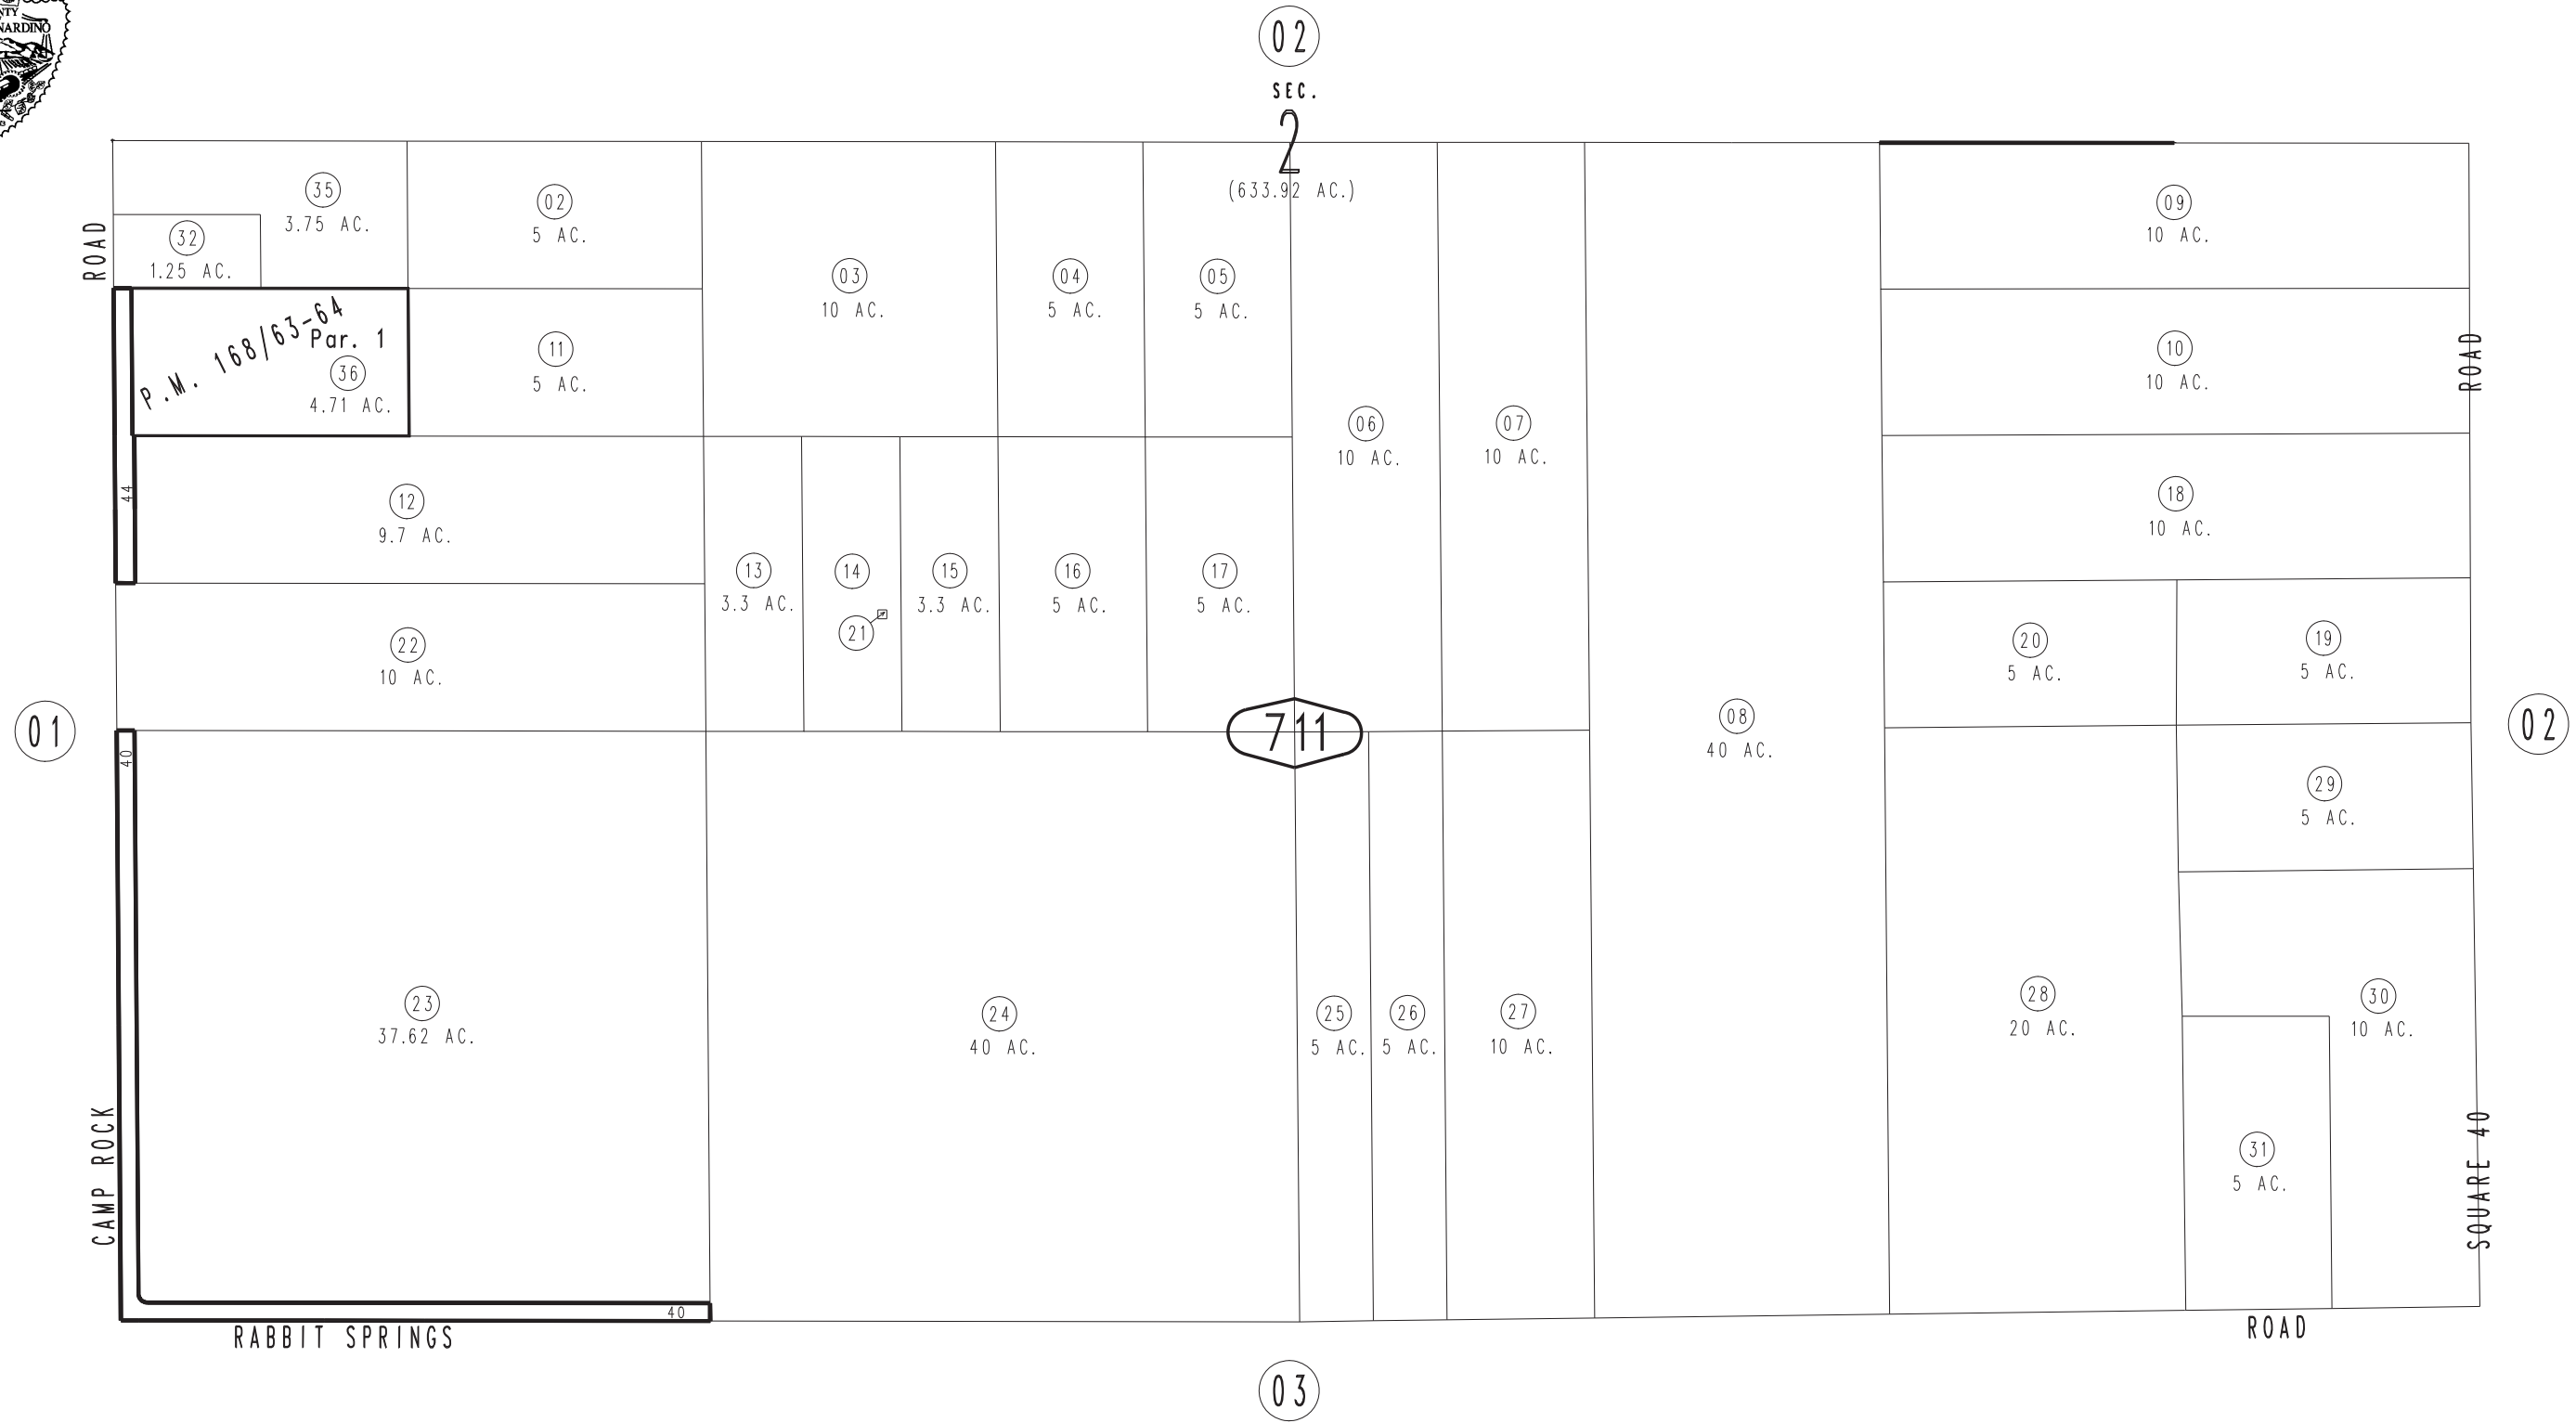 NTY
NARDINO
02
SEC.
2
(633.92 AC.)
ROAD
35
3.75 AC.
32
1.25 AC.
02
5 AC.
03
10 AC.
04
5 AC.
05
5 AC.
09
10 AC.
P.M. 168/63-64
Par. 1
36
4.71 AC.
11
5 AC.
06
10 AC.
07
10 AC.
10
10 AC.
ROAD
44
12
9.7 AC.
18
10 AC.
13
3.3 AC.
14
21
15
3.3 AC.
16
5 AC.
17
5 AC.
22
10 AC.
20
5 AC.
19
5 AC.
01
711
08
40 AC.
02
40
29
5 AC.
23
37.62 AC.
24
40 AC.
25
5 AC.
26
5 AC.
27
10 AC.
28
20 AC.
30
10 AC.
31
5 AC.
CAMP ROCK
SQUARE 40
40
RABBIT SPRINGS
ROAD
03